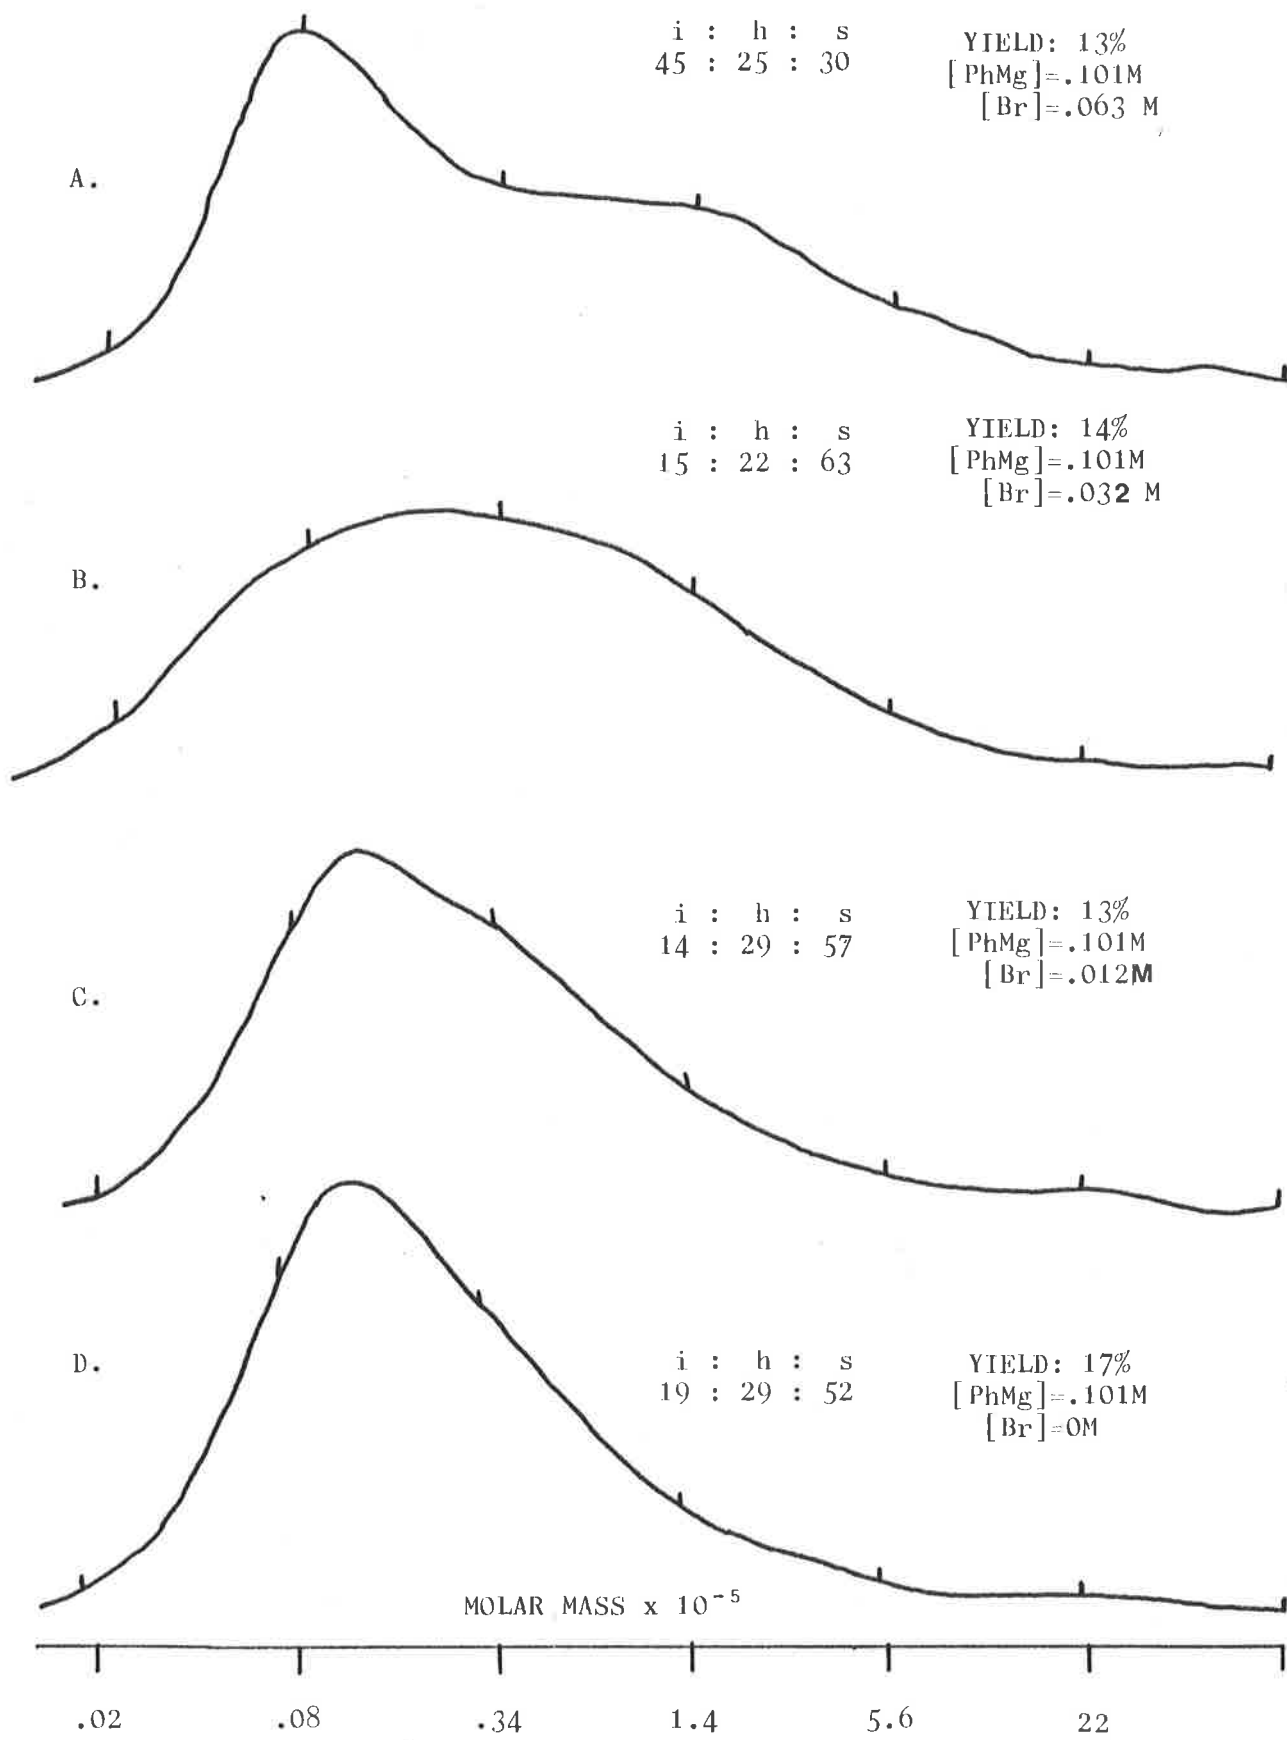 i : h : s
45 : 25 : 30
YIELD: 13%
[PhMg]=.101M
[Br]=.063 M
A.
i : h : s
15 : 22 : 63
YIELD: 14%
[PhMg]=.101M
[Br]=.032 M
B.
i : h : s
14 : 29 : 57
YIELD: 13%
[PhMg]=.101M
[Br]=.012M
C.
i : h : s
19 : 29 : 52
YIELD: 17%
[PhMg]=.101M
[Br]=0M
D.
MOLAR MASS x 10⁻⁵
.02 .08 .34 1.4 5.6 22